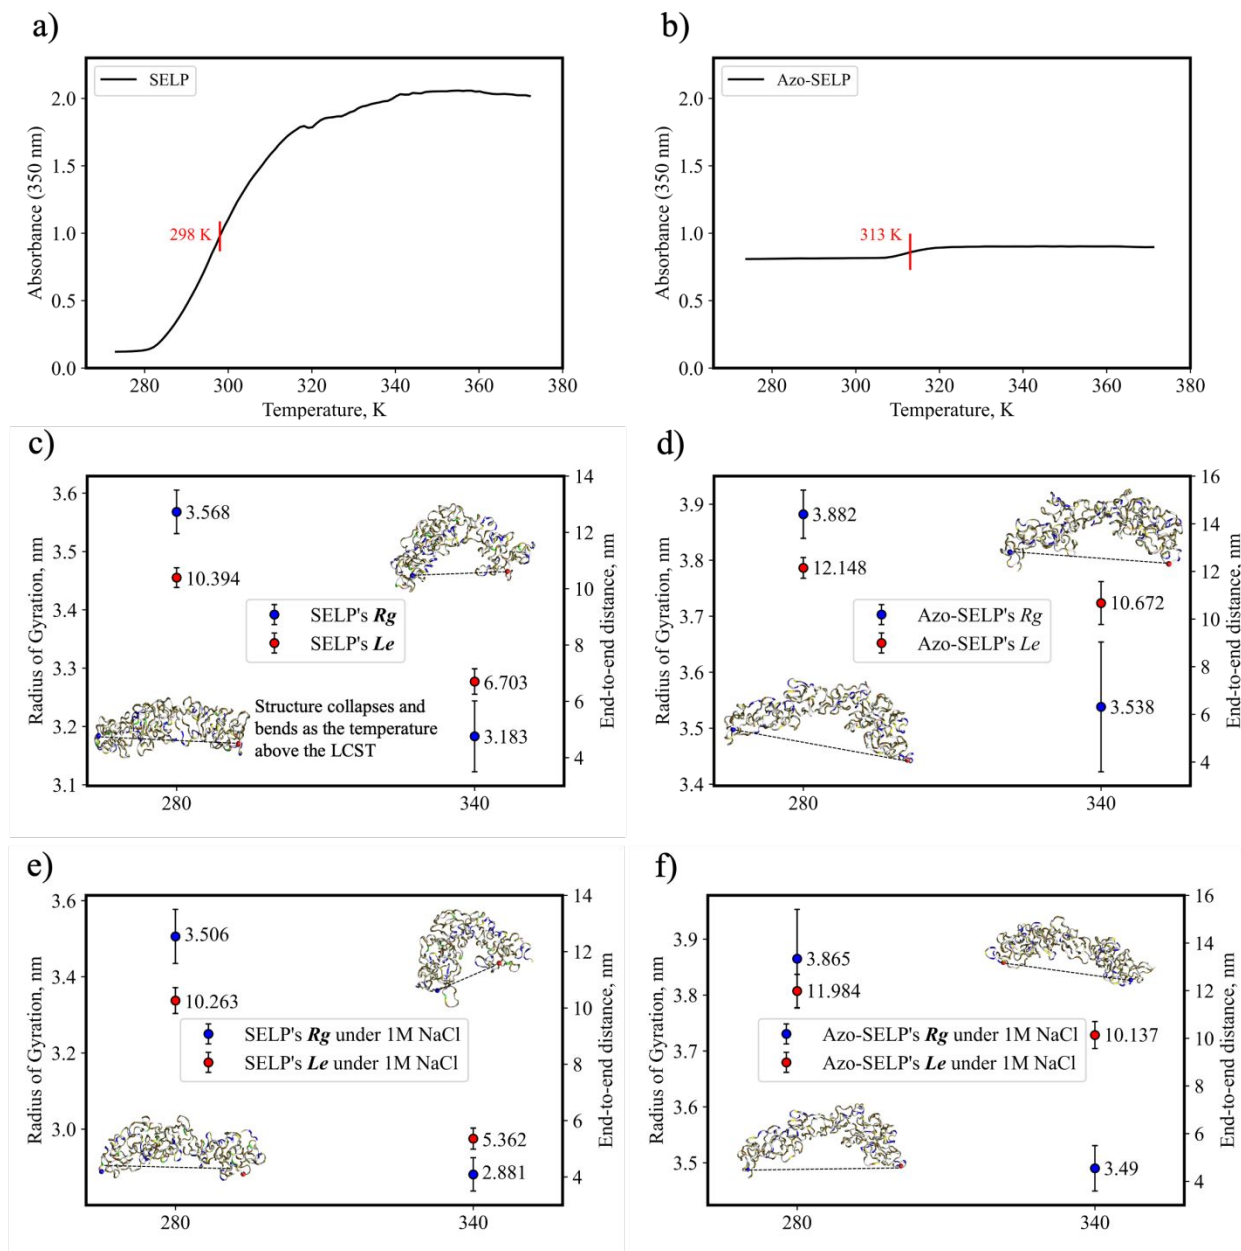 a)
SELP
Absorbance (350 nm)
2.0
1.5
1.0
0.5
0.0
298 K
280
300
320
340
360
380
Temperature, K
b)
Azo-SELP
Absorbance (350 nm)
2.0
1.5
1.0
0.5
0.0
313 K
280
300
320
340
360
380
Temperature, K
c)
Radius of Gyration, nm
3.6
3.5
3.4
3.3
3.2
3.1
3.568
10.394
SELP's Rg
SELP's Le
6.703
3.183
Structure collapses and
bends as the temperature
above the LCST
14
12
10
8
6
4
End-to-end distance, nm
280
340
d)
Radius of Gyration, nm
3.9
3.8
3.7
3.6
3.5
3.4
3.882
12.148
Azo-SELP's Rg
Azo-SELP's Le
10.672
3.538
16
14
12
10
8
6
4
End-to-end distance, nm
280
340
e)
Radius of Gyration, nm
3.6
3.4
3.2
3.0
3.506
10.263
SELP's Rg under 1M NaCl
SELP's Le under 1M NaCl
5.362
2.881
14
12
10
8
6
4
End-to-end distance, nm
280
340
f)
Radius of Gyration, nm
3.9
3.8
3.7
3.6
3.5
3.865
11.984
Azo-SELP's Rg under 1M NaCl
Azo-SELP's Le under 1M NaCl
10.137
3.49
16
14
12
10
8
6
4
End-to-end distance, nm
280
340